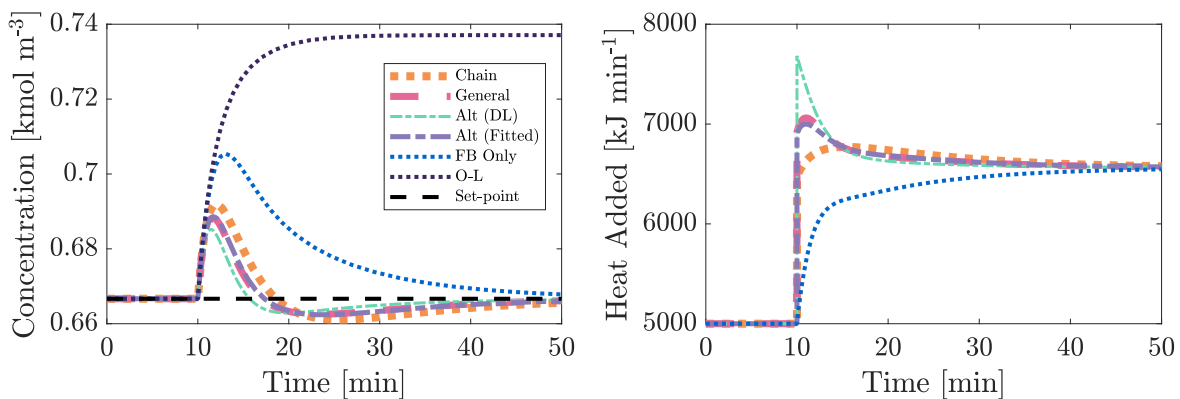 Concentration [kmol m-3]
0.74
0.72
0.7
0.68
0.66
0
10
20
30
40
50
Time [min]
Chain
General
Alt (DL)
Alt (Fitted)
FB Only
O-L
Set-point
Heat Added [kJ min-1]
8000
7000
6000
5000
0
10
20
30
40
50
Time [min]